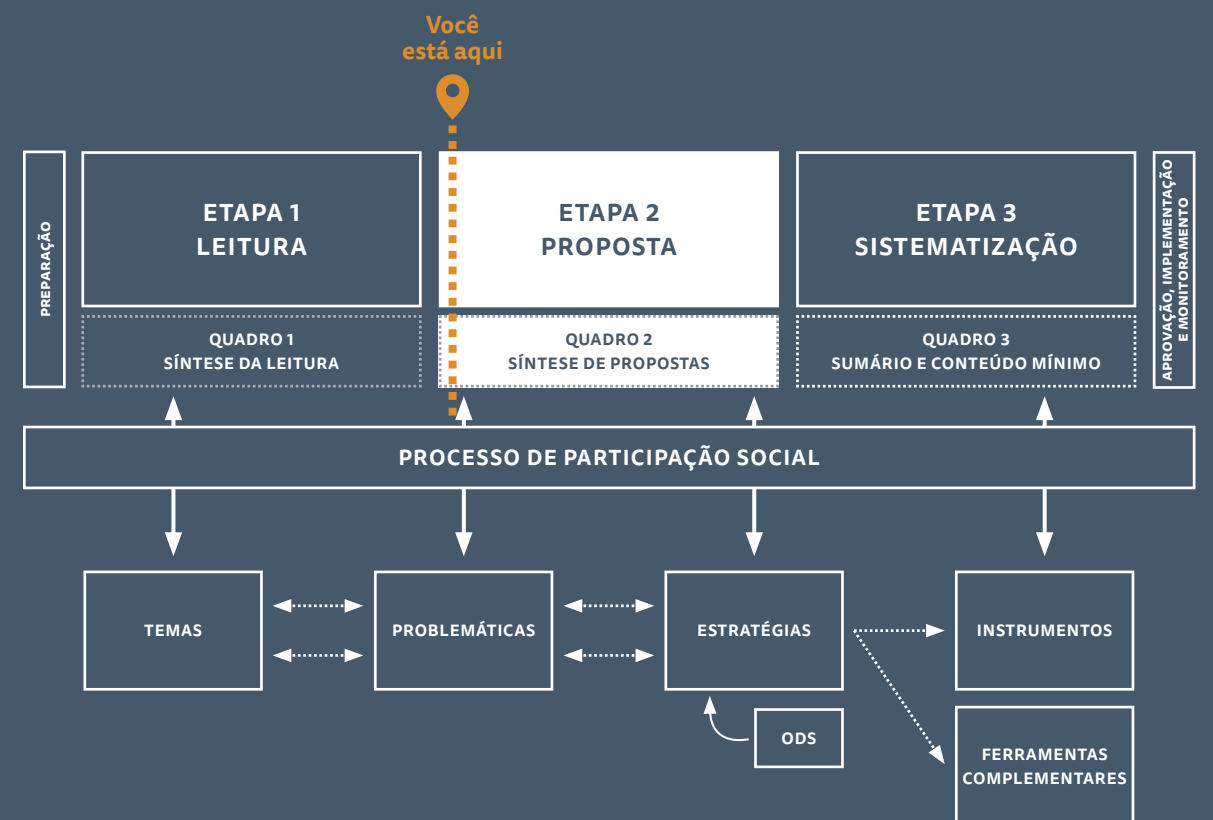 Você
está aqui
PREPARAÇÃO
ETAPA 1
LEITURA
ETAPA 2
PROPOSTA
ETAPA 3
SISTEMATIZAÇÃO
APROVAÇÃO, IMPLEMENTAÇÃO
E MONITORAMENTO
QUADRO 1
SÍNTESE DA LEITURA
QUADRO 2
SÍNTESE DE PROPOSTAS
QUADRO 3
SUMÁRIO E CONTEÚDO MÍNIMO
PROCESSO DE PARTICIPAÇÃO SOCIAL
TEMAS
PROBLEMÁTICAS
ESTRATÉGIAS
INSTRUMENTOS
ODS
FERRAMENTAS
COMPLEMENTARES